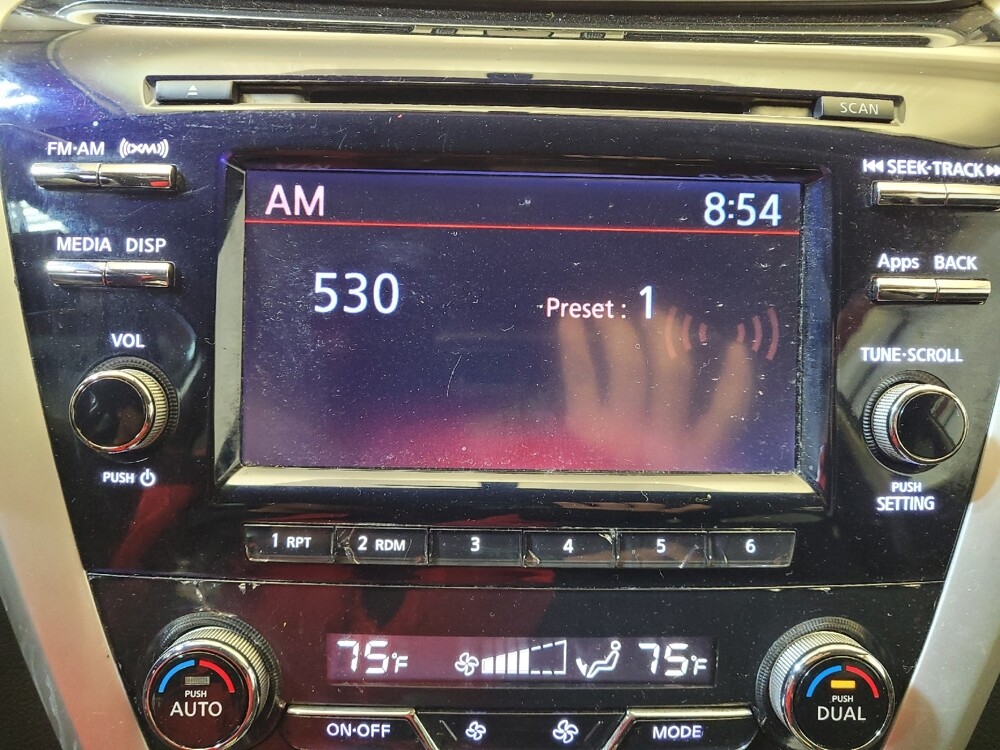 SCAN
FM·AM ((XM))
SEEK·TRACK
AM 8:54
MEDIA DISP
530
Preset : 1
Apps BACK
VOL
TUNE·SCROLL
PUSH
PUSH
SETTING
1 RPT 2 RDM 3 4 5 6
75°F 75°F
PUSH
AUTO
PUSH
DUAL
ON·OFF MODE